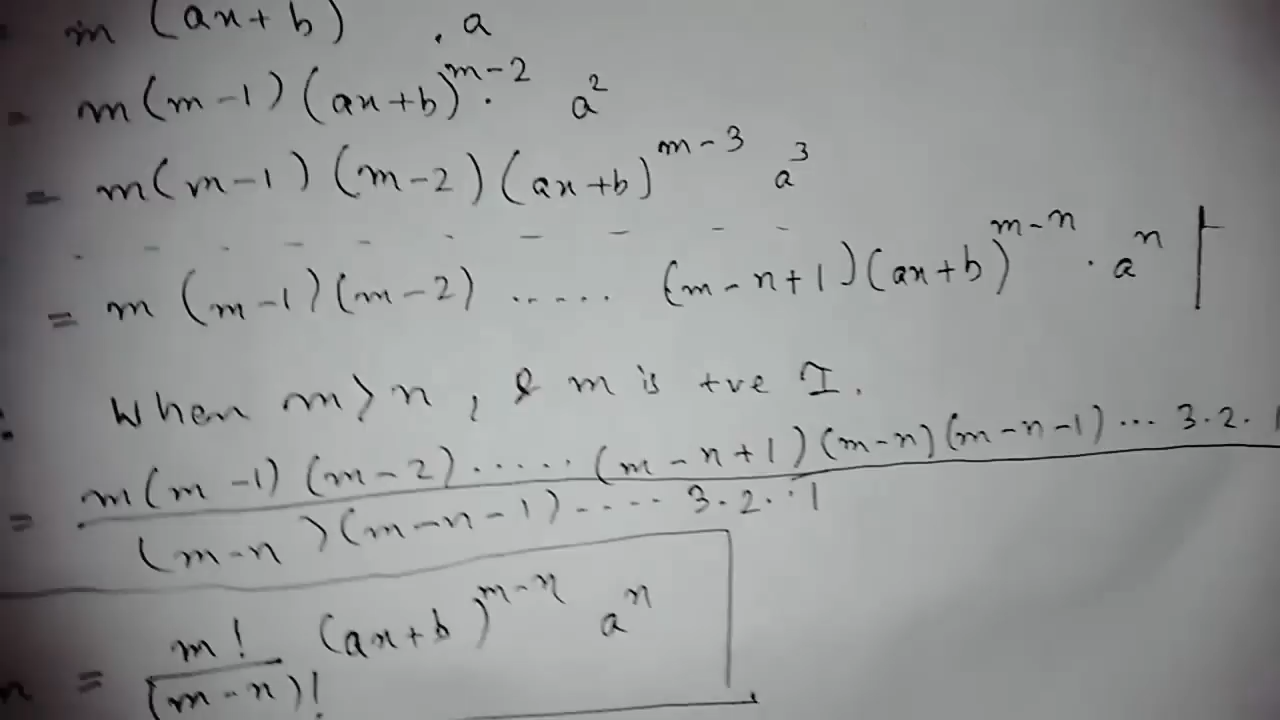 = m (ax+b) . a
= m(m-1)(ax+b)^{m-2} . a^2
= m(m-1)(m-2)(ax+b)^{m-3} a^3
. - - - - - - - -
= m(m-1)(m-2) ..... (m-n+1)(ax+b)^{m-n} . a^n
: When m>n, & m is +ve I.
= m(m-1)(m-2).....(m-n+1)(m-n)(m-n-1)...3.2.1
(m-n)(m-n-1)....3.2..1
n = m!/(m-n)! (ax+b)^{m-n} a^n